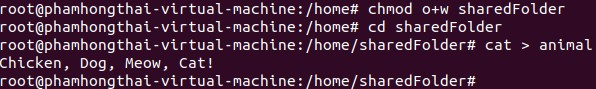 root@phamhongthai-virtual-machine:/home# chmod o+w sharedFolder
root@phamhongthai-virtual-machine:/home# cd sharedFolder
root@phamhongthai-virtual-machine:/home/sharedFolder# cat > animal
Chicken, Dog, Meow, Cat!
root@phamhongthai-virtual-machine:/home/sharedFolder#